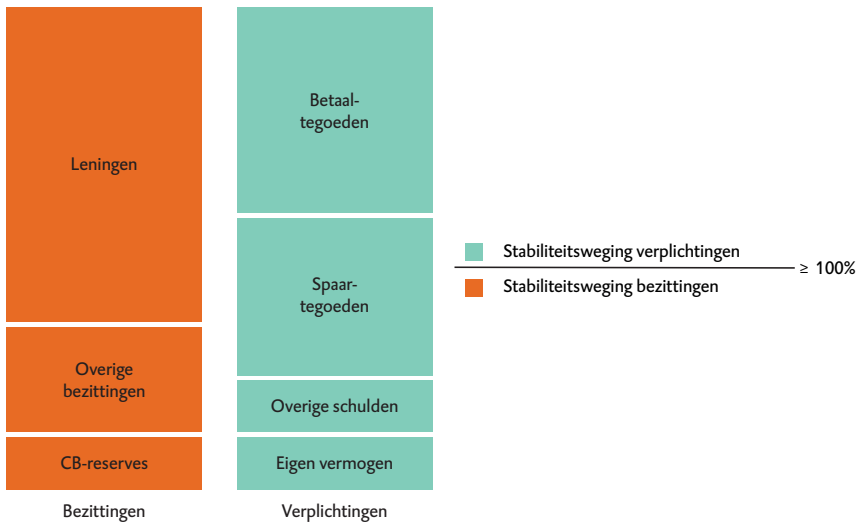 Leningen
Overige
bezittingen
CB-reserves
Bezittingen
Betaal-
tegoeden
Spaar-
tegoeden
Overige schulden
Eigen vermogen
Verplichtingen
Stabiliteitsweging verplichtingen
Stabiliteitsweging bezittingen
≥ 100%